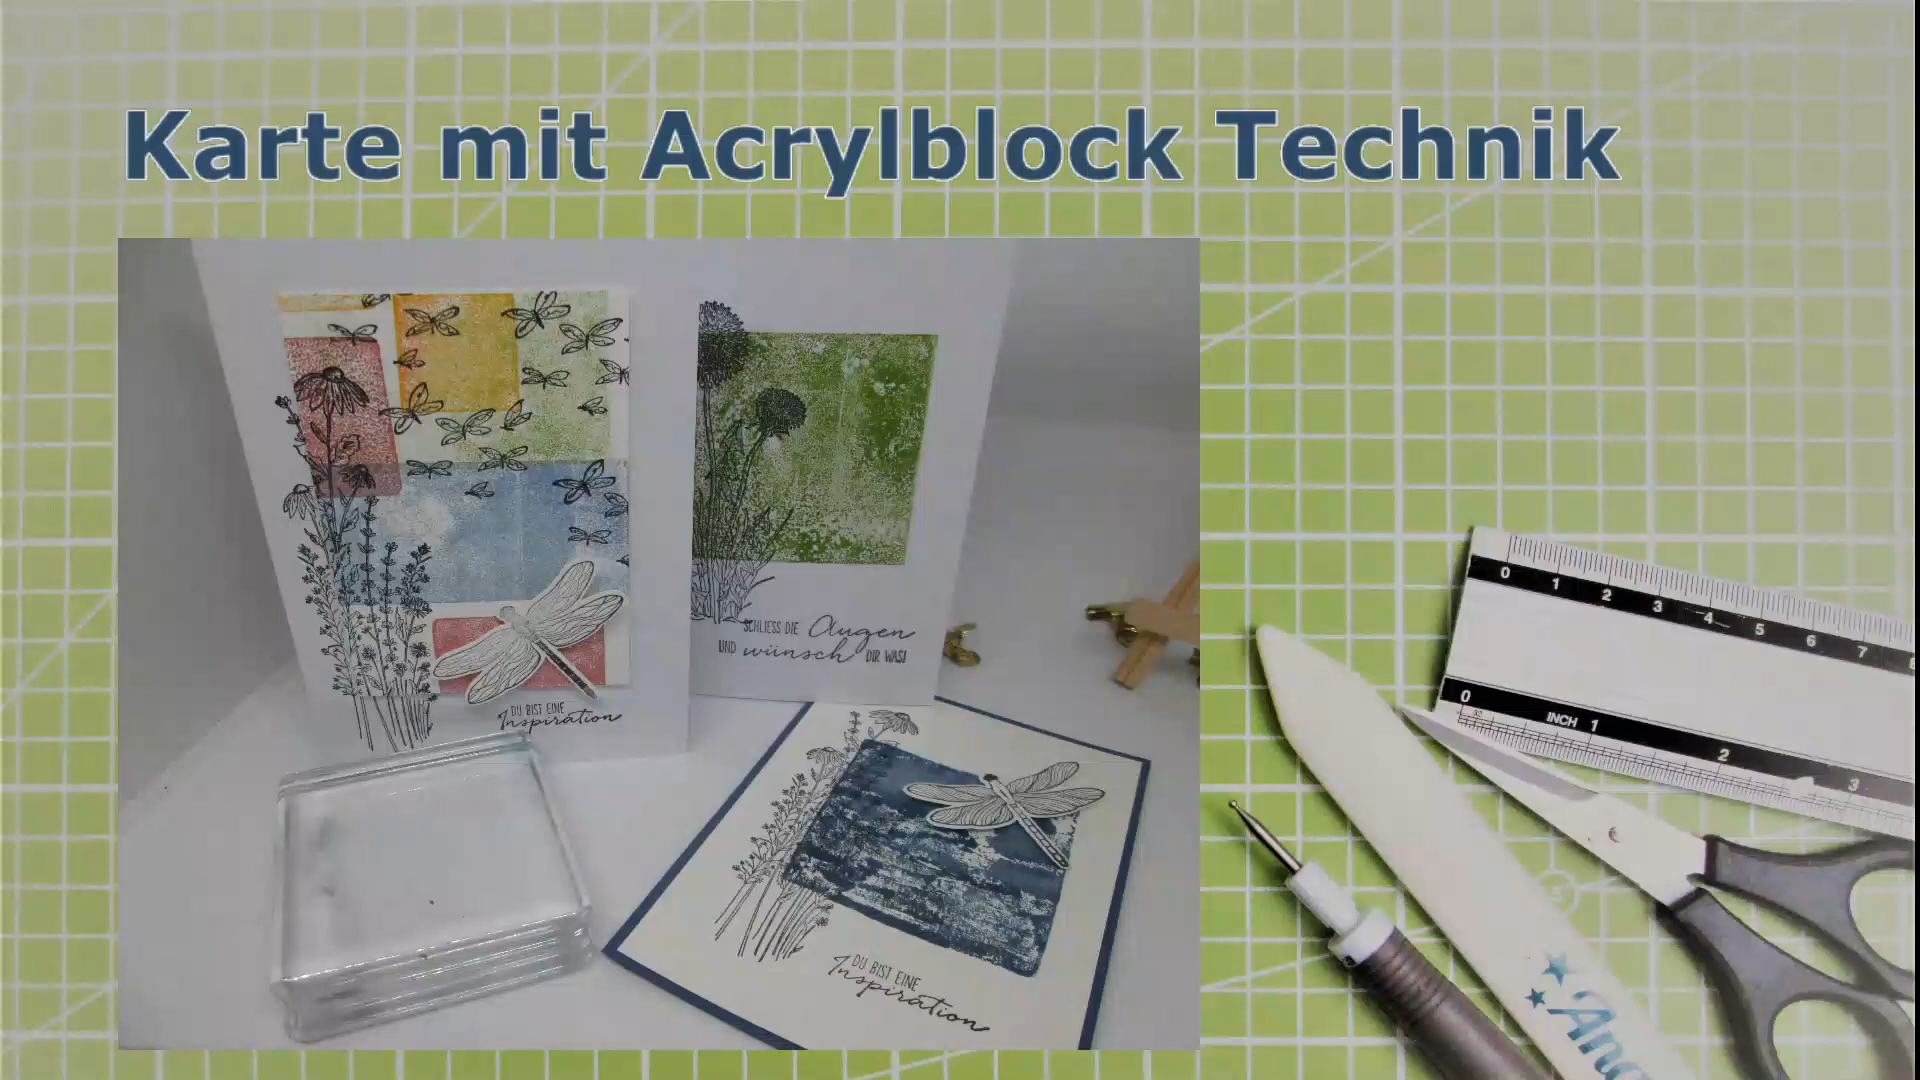 Karte mit Acrylblock Technik
SCHLIESS DIE Augen
UND wünsch DIR WAS!
DU BIST EINE
Inspiration
DU BIST EINE
Inspiration
0 1 2 3 4 5 6 7 8
0 INCH 1 2 3